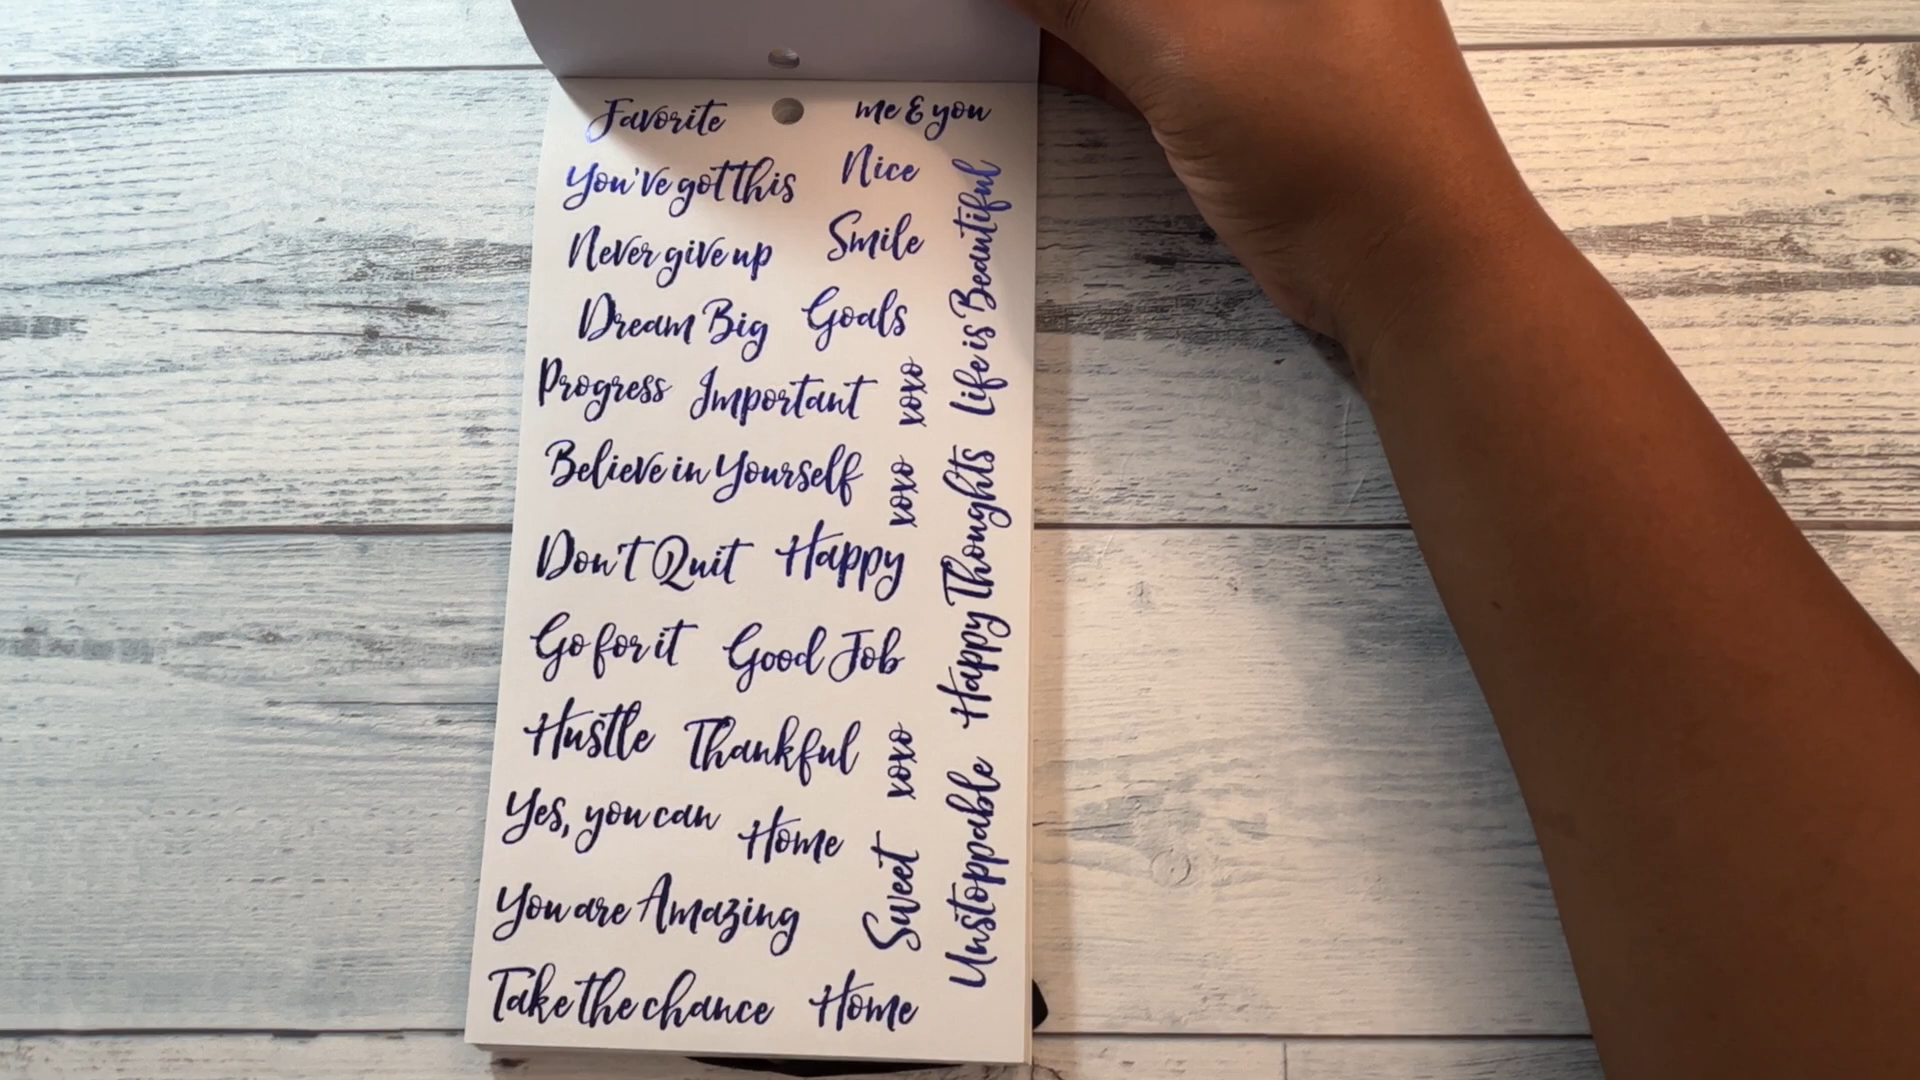 Favorite
me & you
You've got this
Nice
Never give up
Smile
Dream Big
Goals
Life is Beautiful
Progress
Important
xoxo
Believe in Yourself
xoxo
Don't Quit
Happy
Happy Thoughts
Go for it
Good Job
Hustle
Thankful
xoxo
Yes, you can
Home
Sweet
Unstoppable
You are Amazing
Take the chance
Home